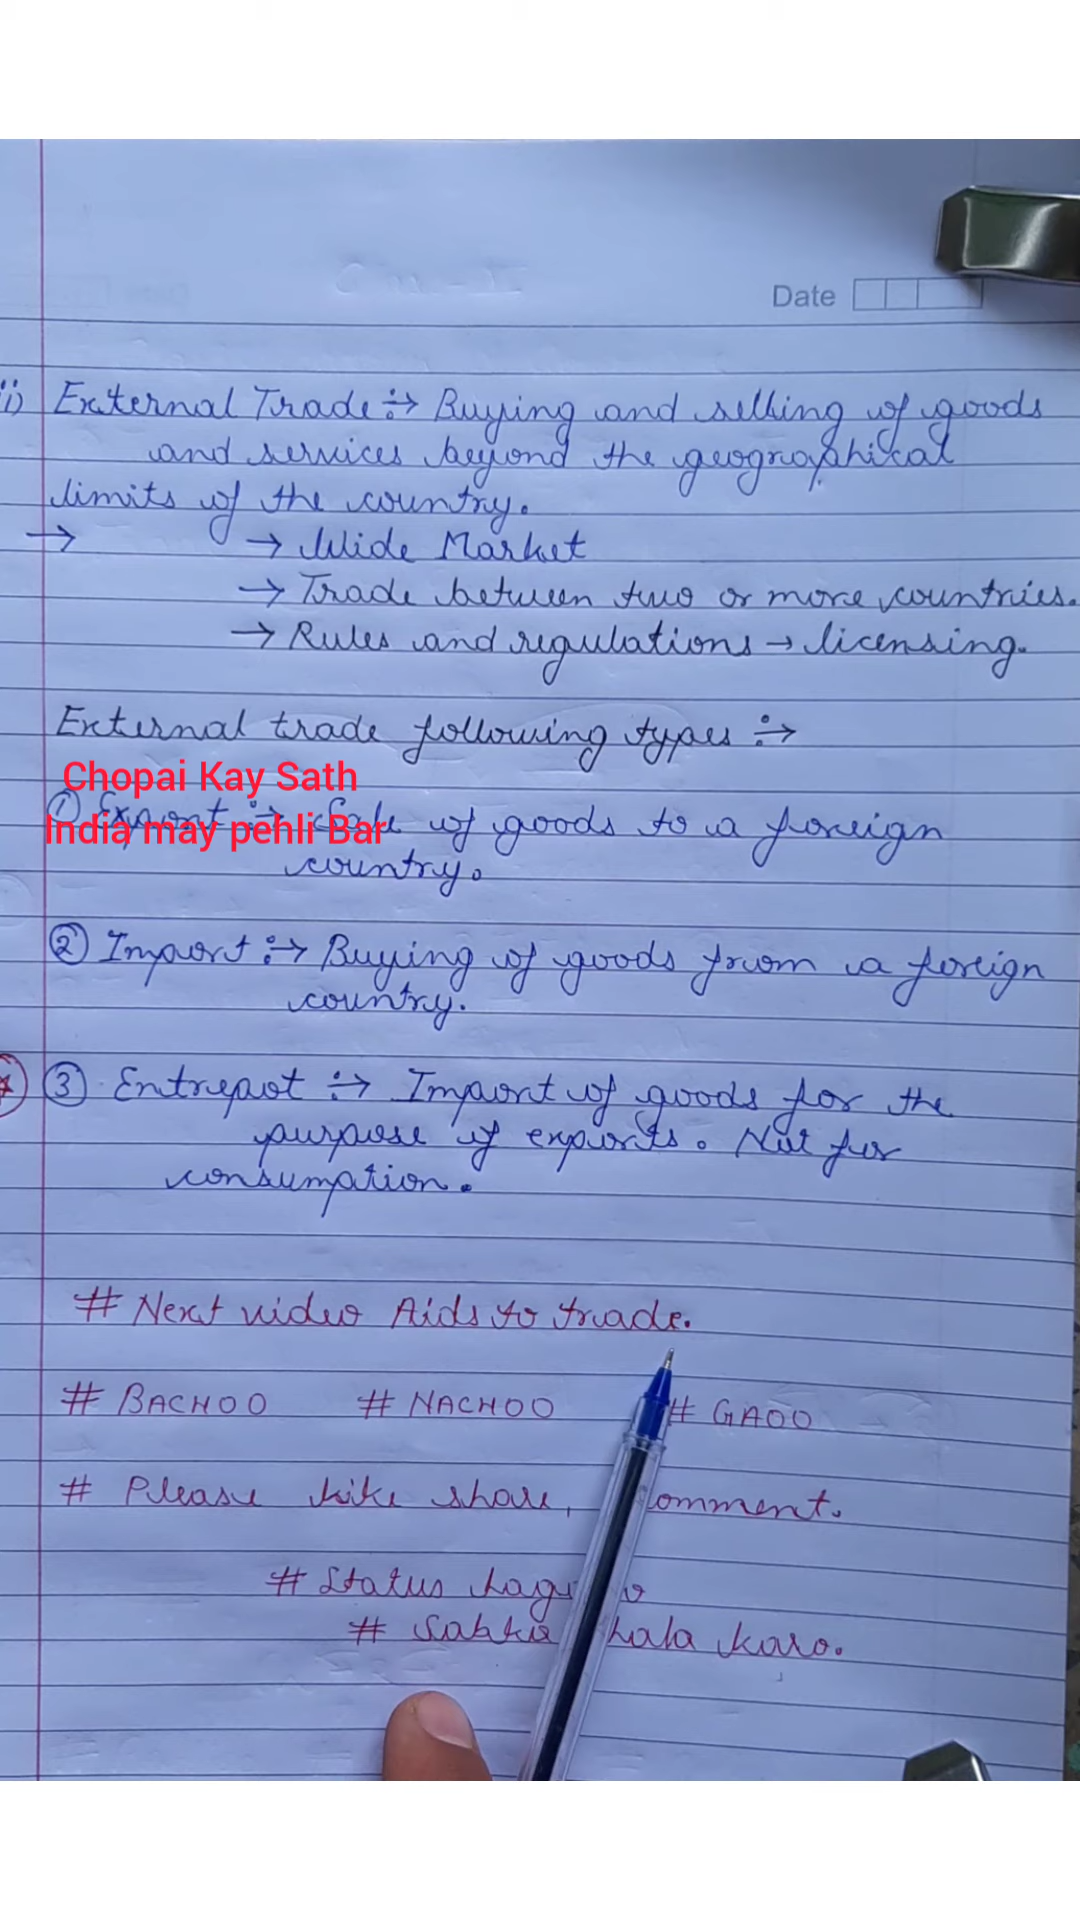 Date
ii) External Trade :→ Buying and selling of goods
and services beyond the geographical
limits of the country.
→ → Wide Market
→ Trade between two or more countries.
→ Rules and regulations → licensing.
External trade following types :→
Chopai Kay Sath
India may pehli Bar
① Export :→ Sale of goods to a foreign
country.
② Import :→ Buying of goods from a foreign
country.
③ Entrepot :→ Import of goods for the
purpose of exports. Not for
consumption.
# Next video Aids to trade.
# BACHOO # NACHOO # GAOO
# Please like share, comment.
# Status
# Sabka bhala karo.